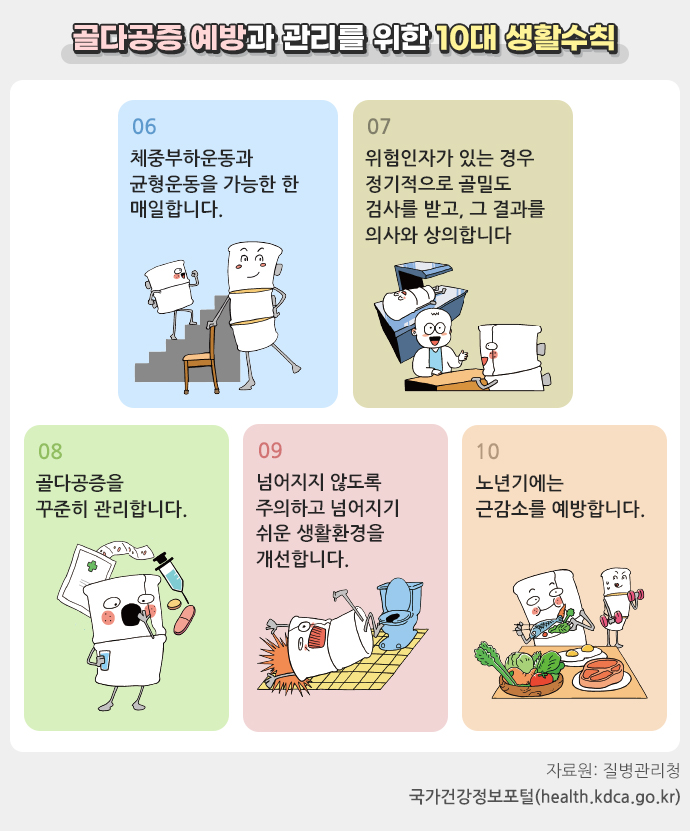 골다공증 예방과 관리를 위한 10대 생활수칙
06
체중부하운동과
균형운동을 가능한 한
매일합니다.
07
위험인자가 있는 경우
정기적으로 골밀도
검사를 받고, 그 결과를
의사와 상의합니다
08
골다공증을
꾸준히 관리합니다.
09
넘어지지 않도록
주의하고 넘어지기
쉬운 생활환경을
개선합니다.
10
노년기에는
근감소를 예방합니다.
자료원: 질병관리청
국가건강정보포털(health.kdca.go.kr)